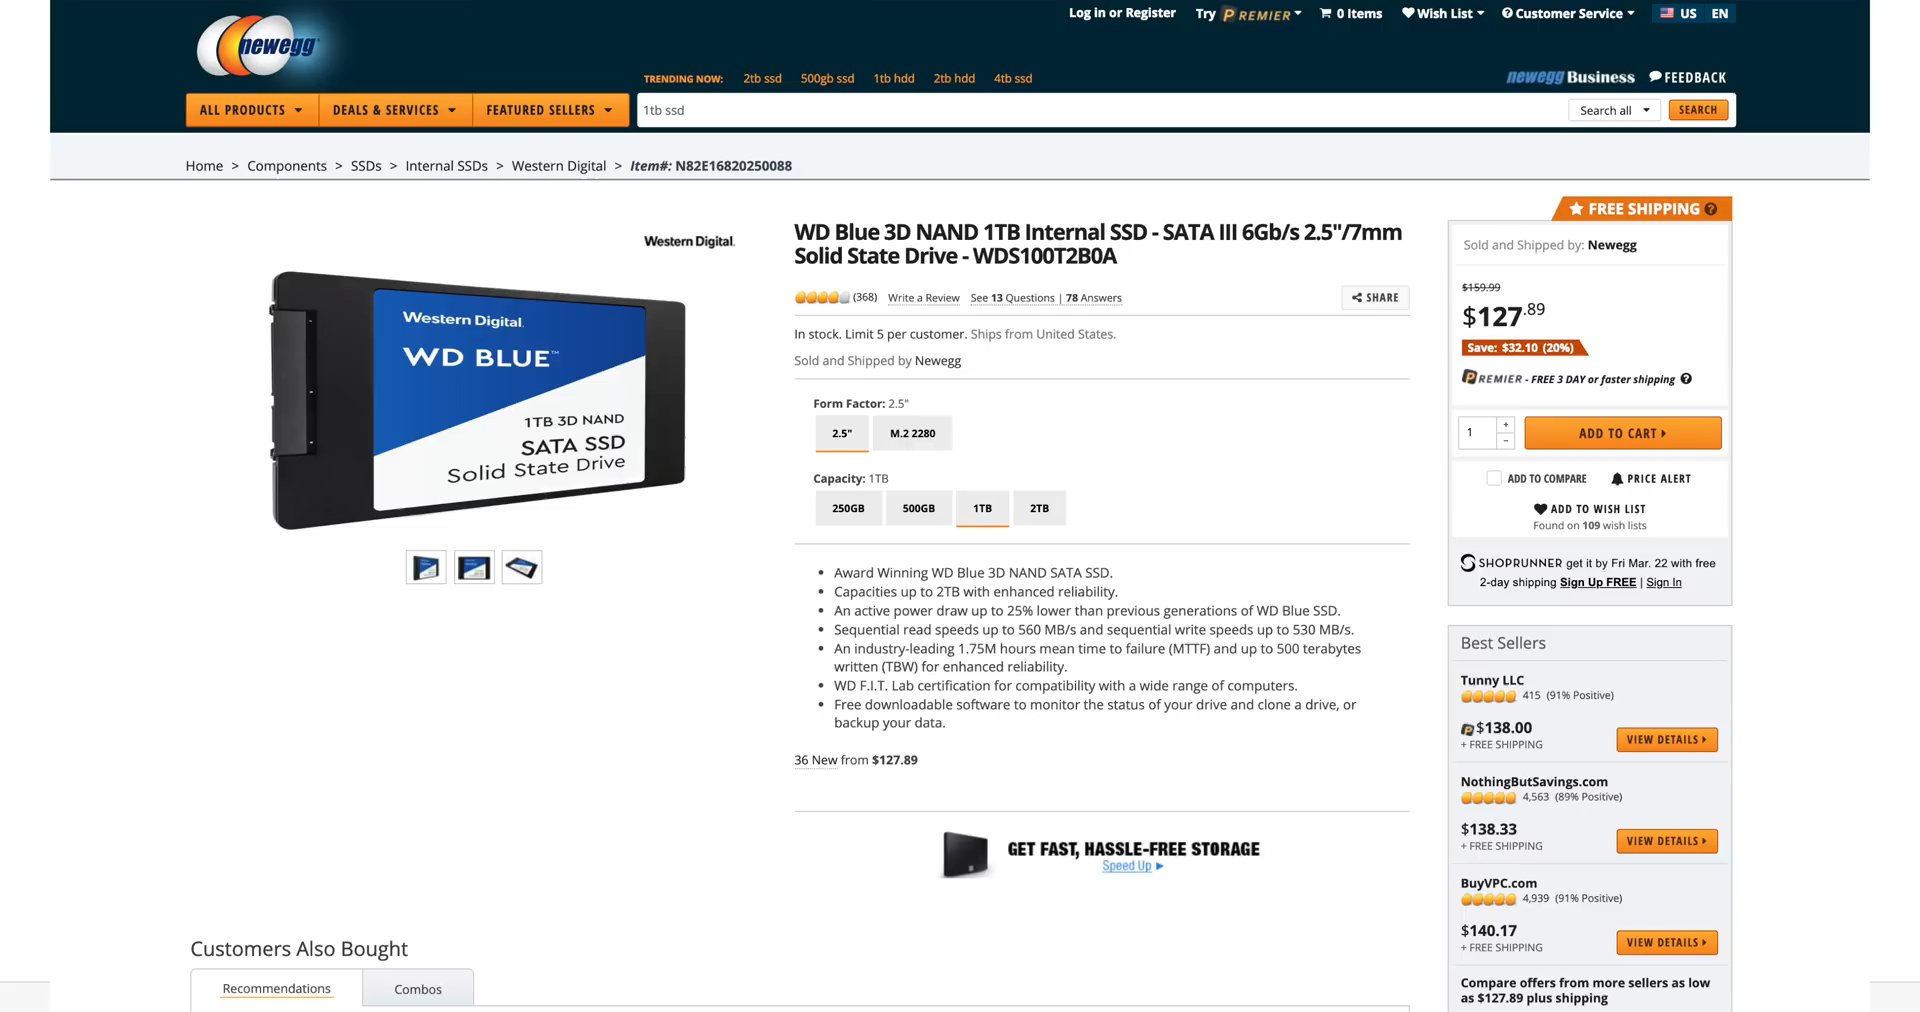 Log in or Register
Try PREMIER
0 Items
Wish List
Customer Service
US
EN
newegg
TRENDING NOW:
2tb ssd
500gb ssd
1tb hdd
2tb hdd
4tb ssd
newegg Business
FEEDBACK
ALL PRODUCTS
DEALS & SERVICES
FEATURED SELLERS
1tb ssd
Search all
SEARCH
Home > Components > SSDs > Internal SSDs > Western Digital > Item#: N82E16820250088
Western Digital.
Western Digital.
WD BLUE™
1TB 3D NAND
SATA SSD
Solid State Drive
WD Blue 3D NAND 1TB Internal SSD - SATA III 6Gb/s 2.5"/7mm
Solid State Drive - WDS100T2B0A
(368)
Write a Review
See 13 Questions | 78 Answers
SHARE
In stock. Limit 5 per customer. Ships from United States.
Sold and Shipped by Newegg
Form Factor: 2.5"
2.5"
M.2 2280
Capacity: 1TB
250GB
500GB
1TB
2TB
• Award Winning WD Blue 3D NAND SATA SSD.
• Capacities up to 2TB with enhanced reliability.
• An active power draw up to 25% lower than previous generations of WD Blue SSD.
• Sequential read speeds up to 560 MB/s and sequential write speeds up to 530 MB/s.
• An industry-leading 1.75M hours mean time to failure (MTTF) and up to 500 terabytes
written (TBW) for enhanced reliability.
• WD F.I.T. Lab certification for compatibility with a wide range of computers.
• Free downloadable software to monitor the status of your drive and clone a drive, or
backup your data.
36 New from $127.89
GET FAST, HASSLE-FREE STORAGE
Speed Up
FREE SHIPPING
Sold and Shipped by: Newegg
$159.99
$127.89
Save: $32.10 (20%)
PREMIER - FREE 3 DAY or faster shipping
1
+
-
ADD TO CART
ADD TO COMPARE
PRICE ALERT
ADD TO WISH LIST
Found on 109 wish lists
SHOPRUNNER get it by Fri Mar. 22 with free
2-day shipping Sign Up FREE | Sign In
Best Sellers
Tunny LLC
415 (91% Positive)
$138.00
+ FREE SHIPPING
VIEW DETAILS
NothingButSavings.com
4,563 (89% Positive)
$138.33
+ FREE SHIPPING
VIEW DETAILS
BuyVPC.com
4,939 (91% Positive)
$140.17
+ FREE SHIPPING
VIEW DETAILS
Compare offers from more sellers as low
as $127.89 plus shipping
Customers Also Bought
Recommendations
Combos